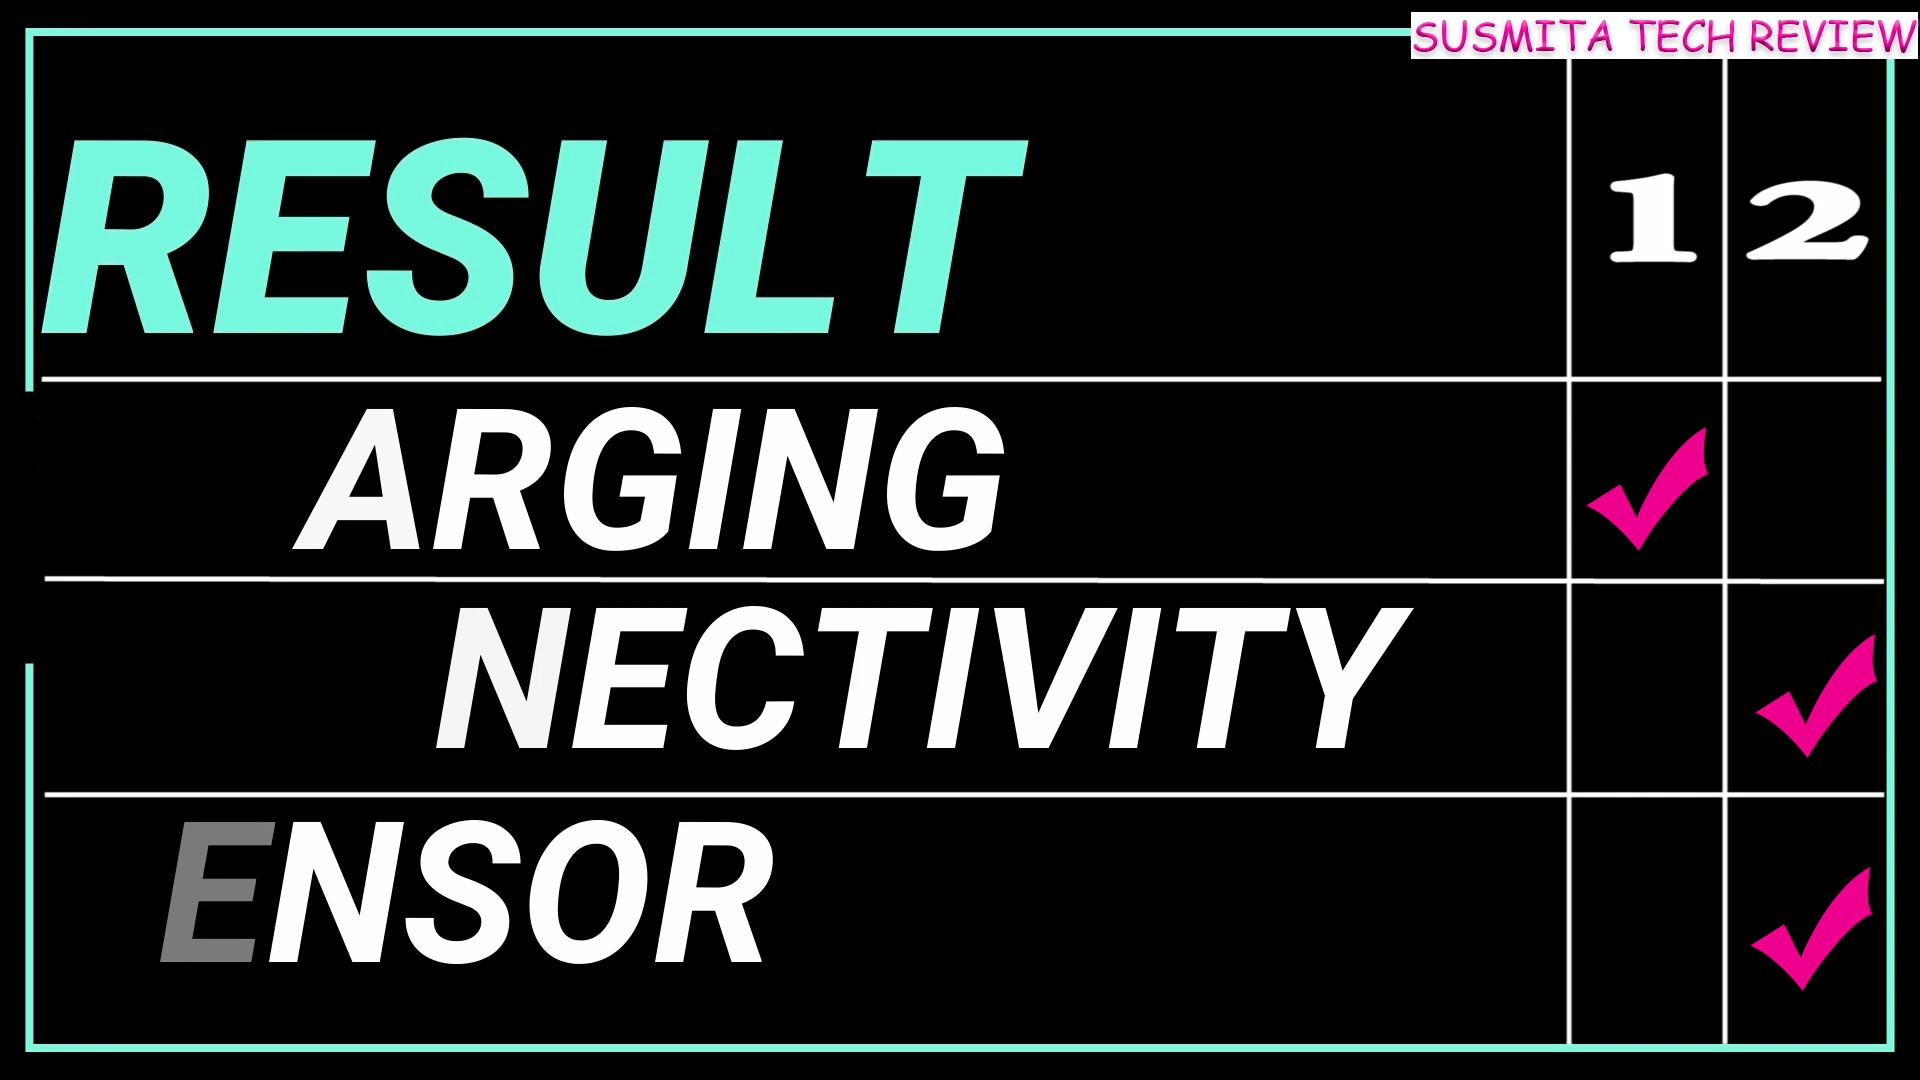 SUSMITA TECH REVIEW
RESULT 1 2
ARGING
NECTIVITY
ENSOR